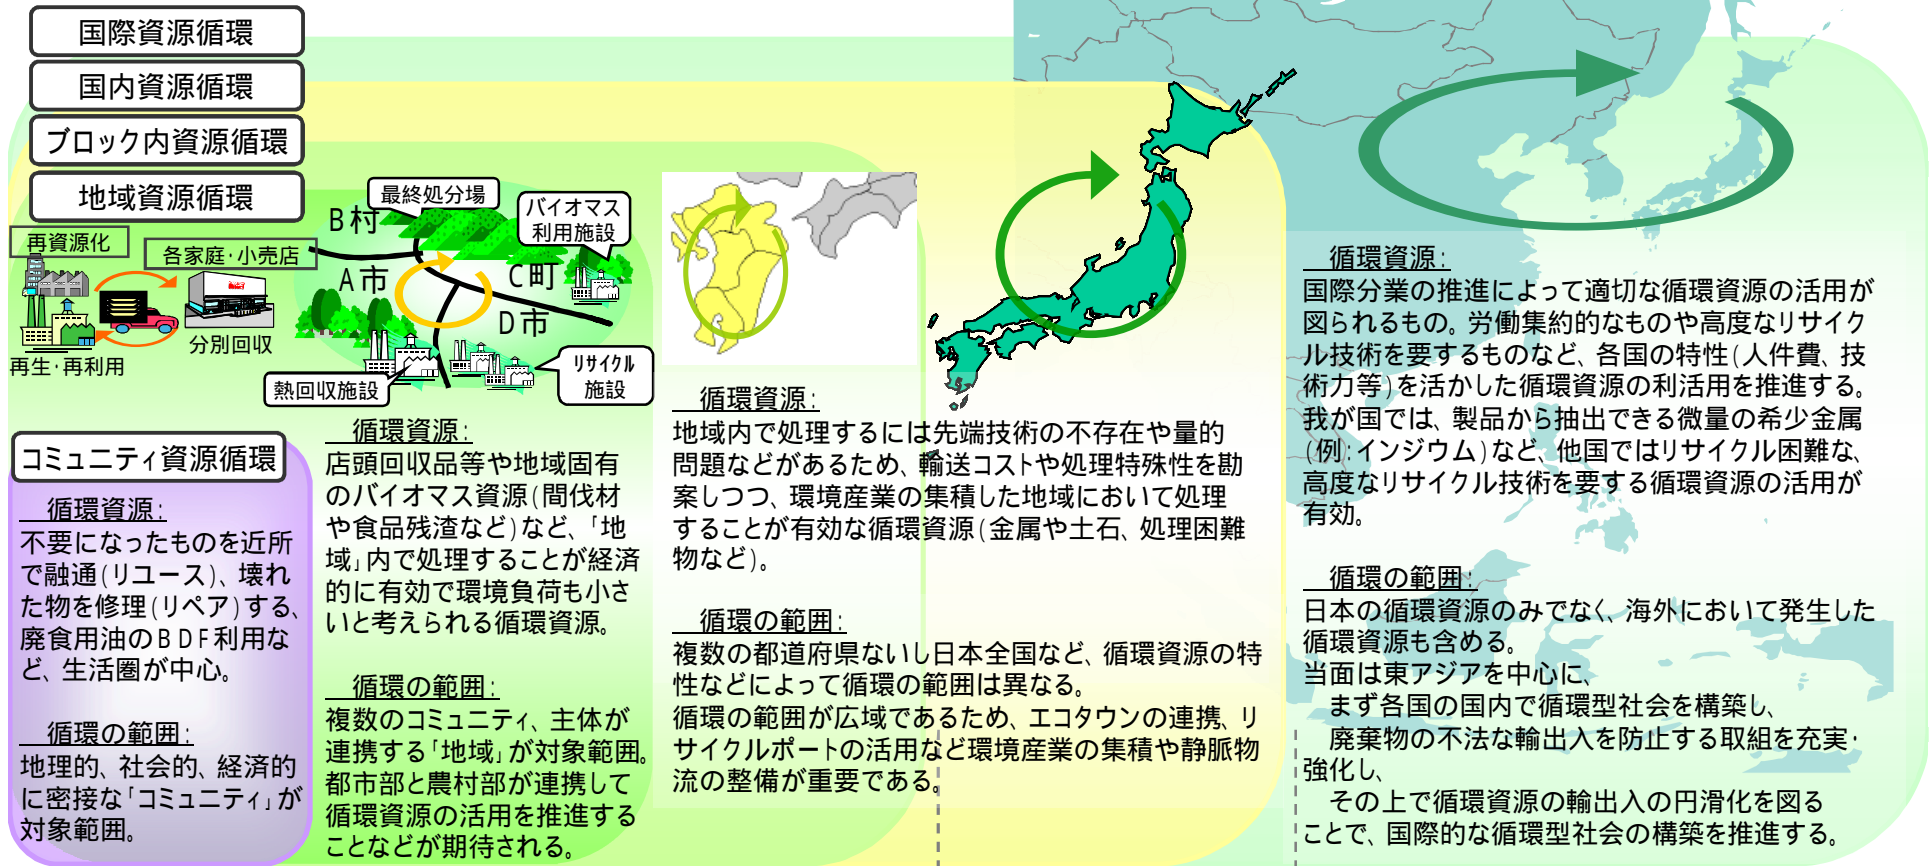 国際資源循環
国内資源循環
ブロック内資源循環
地域資源循環
再資源化
各家庭・小売店
分別回収
再生・再利用
最終処分場
バイオマス
利用施設
B村
A市
C町
D市
熱回収施設
リサイクル
施設
コミュニティ資源循環
循環資源:
不要になったものを近所
で融通(リユース)、壊れ
た物を修理(リペア)する、
廃食用油のBDF利用な
ど、生活圏が中心。
循環の範囲:
地理的、社会的、経済的
に密接な「コミュニティ」が
対象範囲。
循環資源:
店頭回収品等や地域固有
のバイオマス資源(間伐材
や食品残渣など)など、「地
域」内で処理することが経済
的に有効で環境負荷も小さ
いと考えられる循環資源。
循環の範囲:
複数のコミュニティ、主体が
連携する「地域」が対象範囲。
都市部と農村部が連携して
循環資源の活用を推進する
ことなどが期待される。
循環資源:
地域内で処理するには先端技術の不存在や量的
問題などがあるため、輸送コストや処理特殊性を勘
案しつつ、環境産業の集積した地域において処理
することが有効な循環資源(金属や土石、処理困難
物など)。
循環の範囲:
複数の都道府県ないし日本全国など、循環資源の特
性などによって循環の範囲は異なる。
循環の範囲が広域であるため、エコタウンの連携、リ
サイクルポートの活用など環境産業の集積や静脈物
流の整備が重要である。
循環資源:
国際分業の推進によって適切な循環資源の活用が
図られるもの。労働集約的なものや高度なリサイク
ル技術を要するものなど、各国の特性(人件費、技
術力等)を活かした循環資源の利活用を推進する。
我が国では、製品から抽出できる微量の希少金属
(例:インジウム)など、他国ではリサイクル困難な、
高度なリサイクル技術を要する循環資源の活用が
有効。
循環の範囲:
日本の循環資源のみでなく、海外において発生した
循環資源も含める。
当面は東アジアを中心に、
まず各国の国内で循環型社会を構築し、
廃棄物の不法な輸出入を防止する取組を充実・
強化し、
その上で循環資源の輸出入の円滑化を図る
ことで、国際的な循環型社会の構築を推進する。